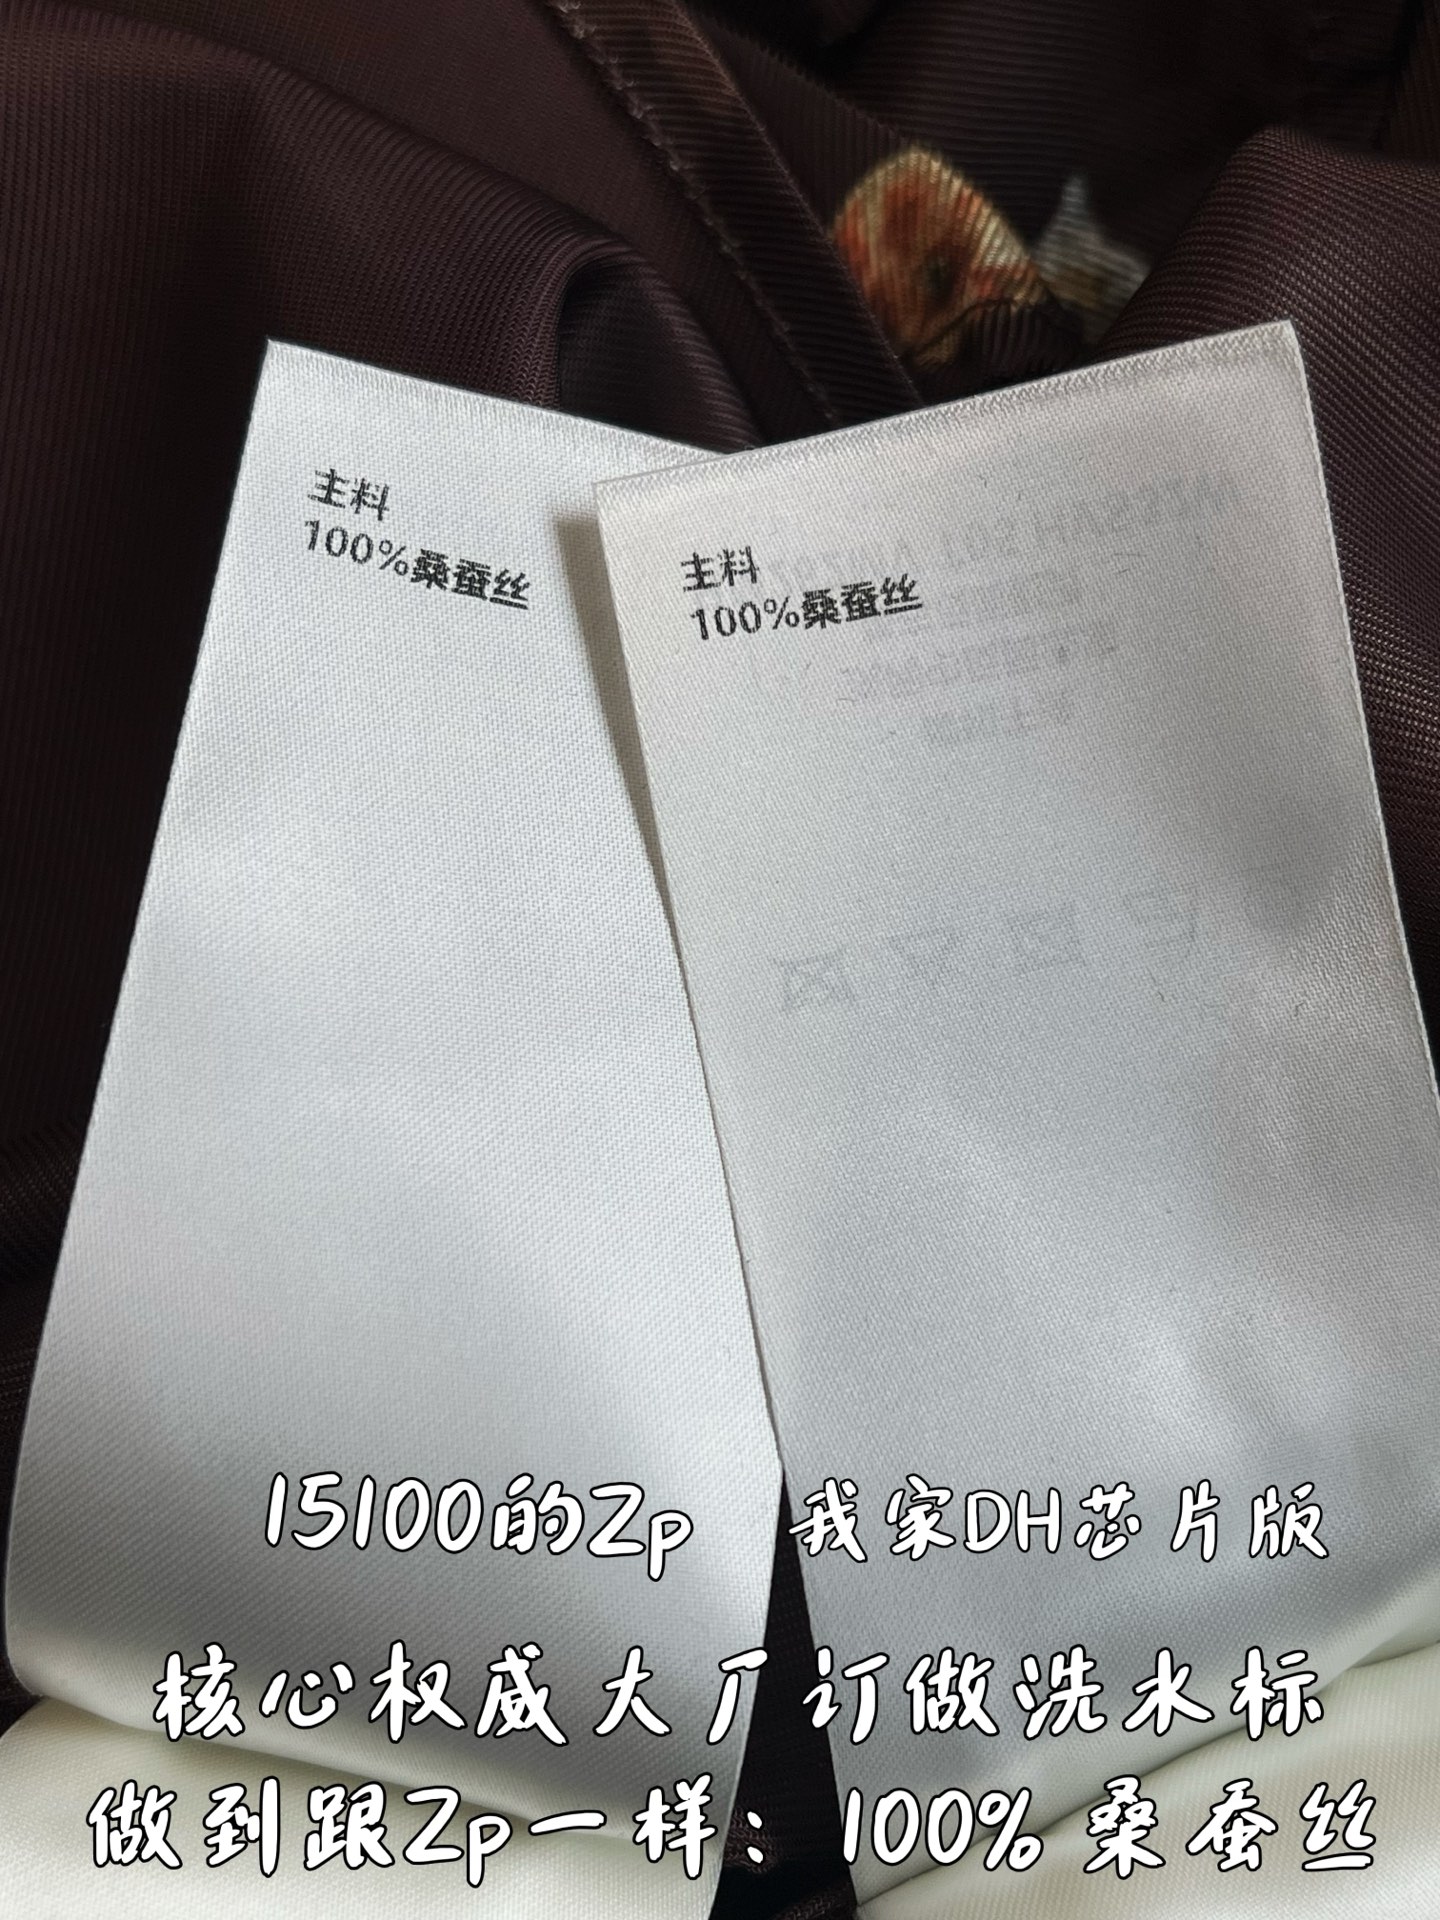 主料
100%桑蚕丝
主料
100%桑蚕丝
15100的Zp 我家DH芯片版
核心权威大厂订做洗水标
做到跟Zp一样：100%桑蚕丝